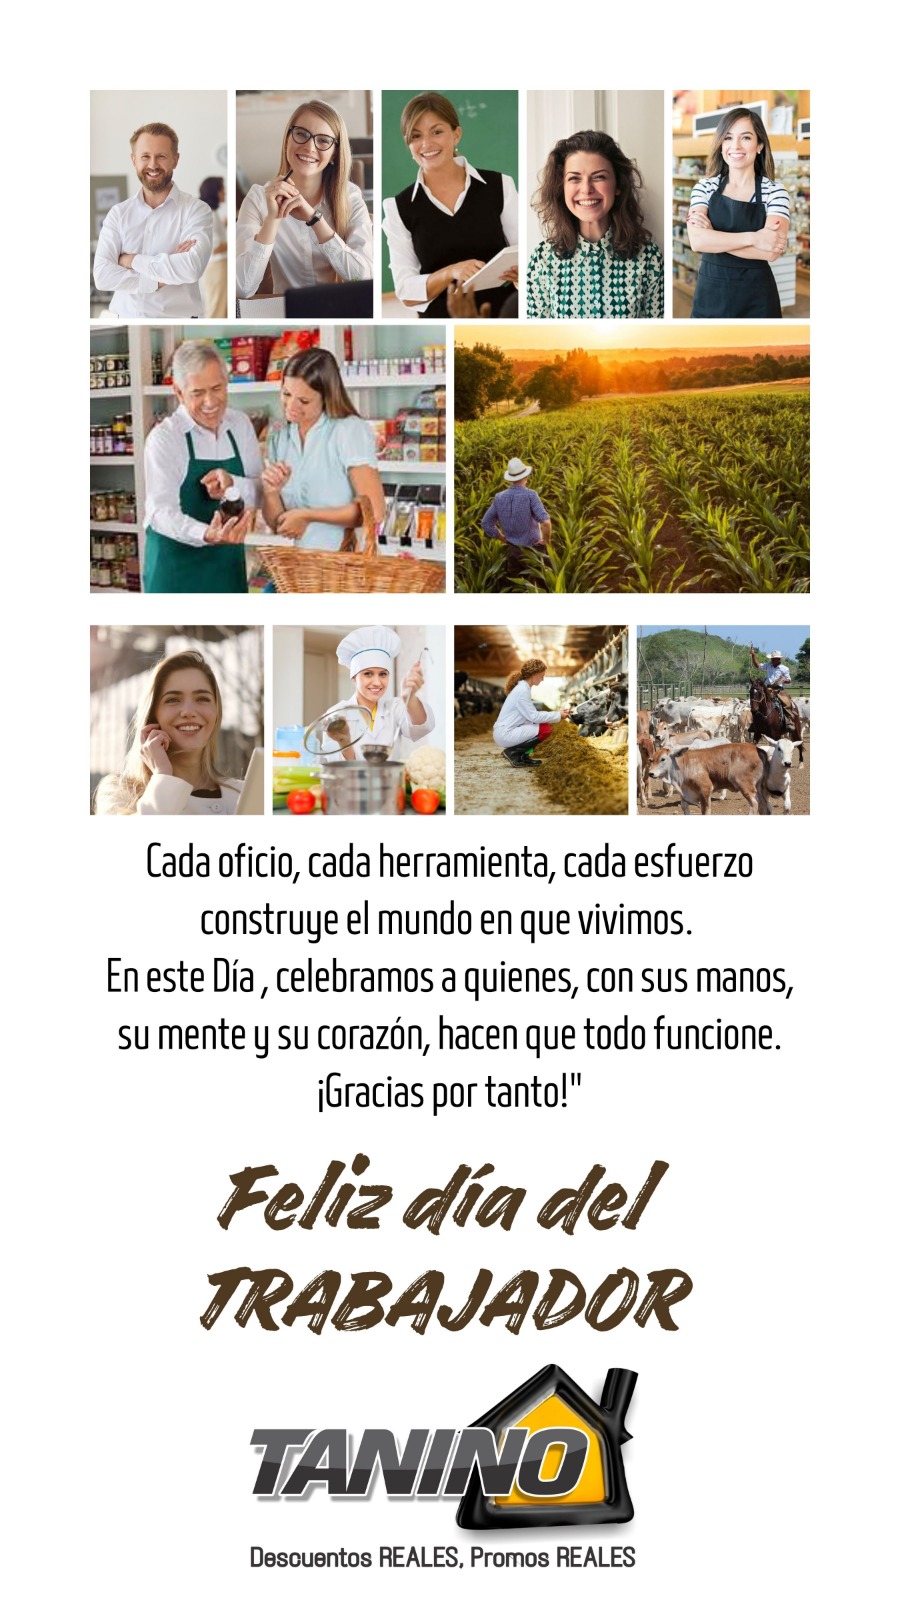 Cada oficio, cada herramienta, cada esfuerzo
construye el mundo en que vivimos.
En este Día , celebramos a quienes, con sus manos,
su mente y su corazón, hacen que todo funcione.
¡Gracias por tanto!"
Feliz día del
TRABAJADOR
TANINO
Descuentos REALES, Promos REALES